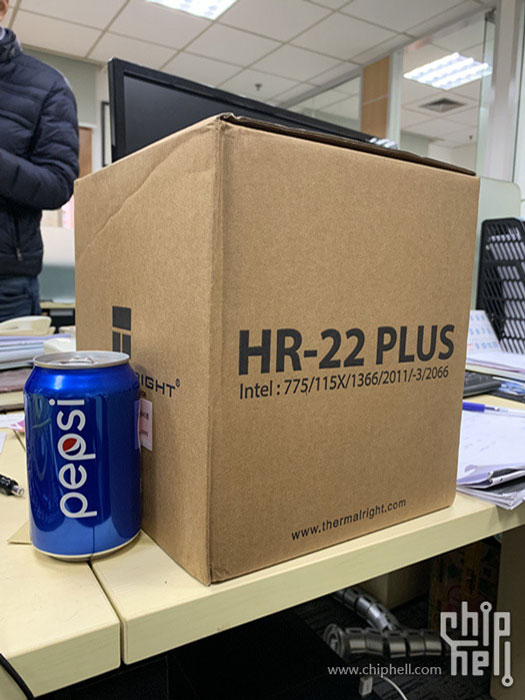 HR-22 PLUS
Intel : 775/115X/1366/2011/-3/2066
RIGHT®
pepsi
www.thermalright.com
chip
hell
www.chiphell.com